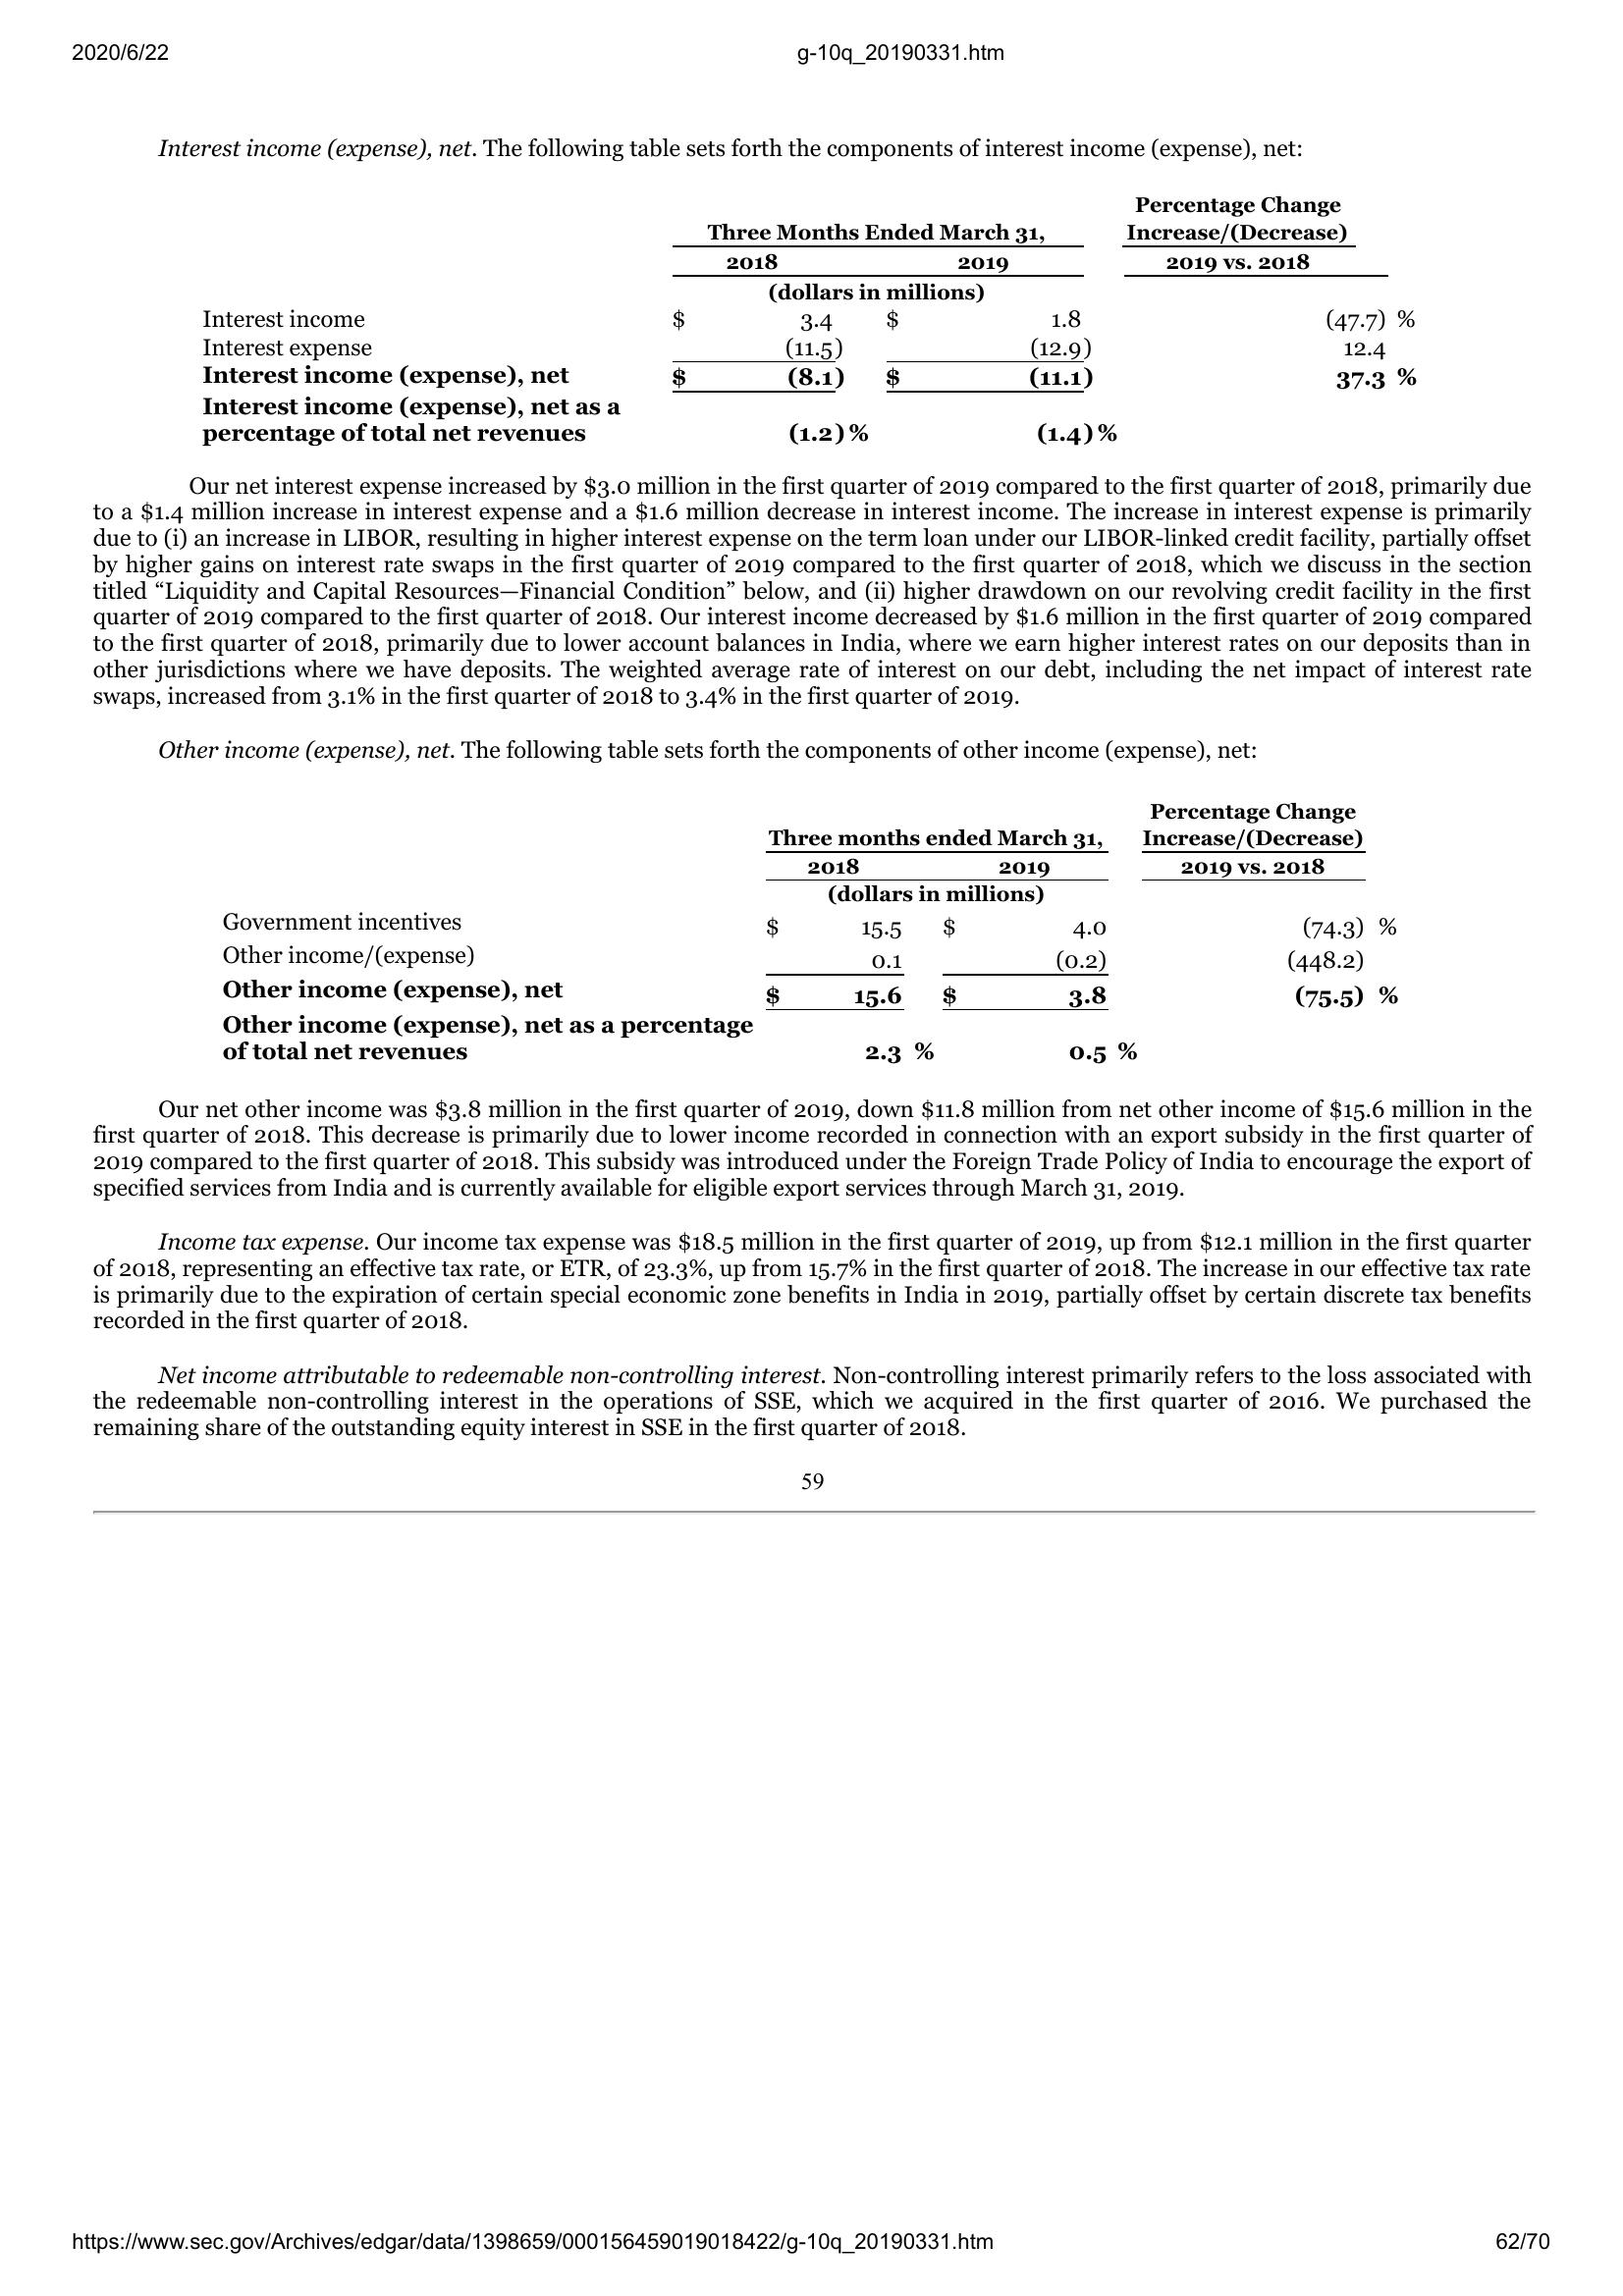 2020/6/22 g-10q_20190331.htm
Interest income (expense), net. The following table sets forth the components of interest income (expense), net:
Percentage Change
Three Months Ended March 31, Increase/(Decrease)
2018 2019 2019 vs. 2018
(dollars in millions)
Interest income $ 3.4 $ 1.8 (47.7) %
Interest expense (11.5) (12.9) 12.4
Interest income (expense), net $ (8.1) $ (11.1) 37.3 %
Interest income (expense), net as a
percentage of total net revenues (1.2)% (1.4)%
Our net interest expense increased by $3.0 million in the first quarter of 2019 compared to the first quarter of 2018, primarily due
to a $1.4 million increase in interest expense and a $1.6 million decrease in interest income. The increase in interest expense is primarily
due to (i) an increase in LIBOR, resulting in higher interest expense on the term loan under our LIBOR-linked credit facility, partially offset
by higher gains on interest rate swaps in the first quarter of 2019 compared to the first quarter of 2018, which we discuss in the section
titled “Liquidity and Capital Resources—Financial Condition” below, and (ii) higher drawdown on our revolving credit facility in the first
quarter of 2019 compared to the first quarter of 2018. Our interest income decreased by $1.6 million in the first quarter of 2019 compared
to the first quarter of 2018, primarily due to lower account balances in India, where we earn higher interest rates on our deposits than in
other jurisdictions where we have deposits. The weighted average rate of interest on our debt, including the net impact of interest rate
swaps, increased from 3.1% in the first quarter of 2018 to 3.4% in the first quarter of 2019.
Other income (expense), net. The following table sets forth the components of other income (expense), net:
Percentage Change
Three months ended March 31, Increase/(Decrease)
2018 2019 2019 vs. 2018
(dollars in millions)
Government incentives $ 15.5 $ 4.0 (74.3) %
Other income/(expense) 0.1 (0.2) (448.2)
Other income (expense), net $ 15.6 $ 3.8 (75.5) %
Other income (expense), net as a percentage
of total net revenues 2.3 % 0.5 %
Our net other income was $3.8 million in the first quarter of 2019, down $11.8 million from net other income of $15.6 million in the
first quarter of 2018. This decrease is primarily due to lower income recorded in connection with an export subsidy in the first quarter of
2019 compared to the first quarter of 2018. This subsidy was introduced under the Foreign Trade Policy of India to encourage the export of
specified services from India and is currently available for eligible export services through March 31, 2019.
Income tax expense. Our income tax expense was $18.5 million in the first quarter of 2019, up from $12.1 million in the first quarter
of 2018, representing an effective tax rate, or ETR, of 23.3%, up from 15.7% in the first quarter of 2018. The increase in our effective tax rate
is primarily due to the expiration of certain special economic zone benefits in India in 2019, partially offset by certain discrete tax benefits
recorded in the first quarter of 2018.
Net income attributable to redeemable non-controlling interest. Non-controlling interest primarily refers to the loss associated with
the redeemable non-controlling interest in the operations of SSE, which we acquired in the first quarter of 2016. We purchased the
remaining share of the outstanding equity interest in SSE in the first quarter of 2018.
59
https://www.sec.gov/Archives/edgar/data/1398659/000156459019018422/g-10q_20190331.htm 62/70